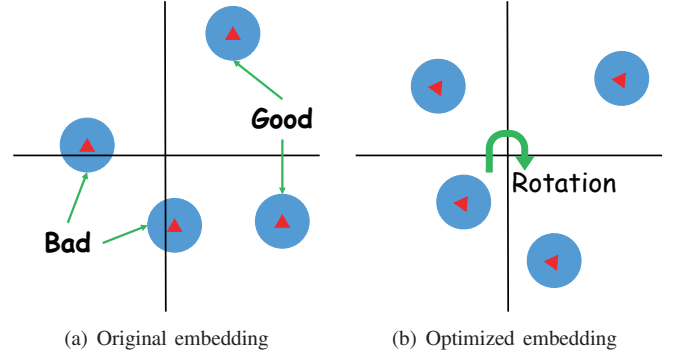 Good
Bad
Rotation
(a) Original embedding
(b) Optimized embedding